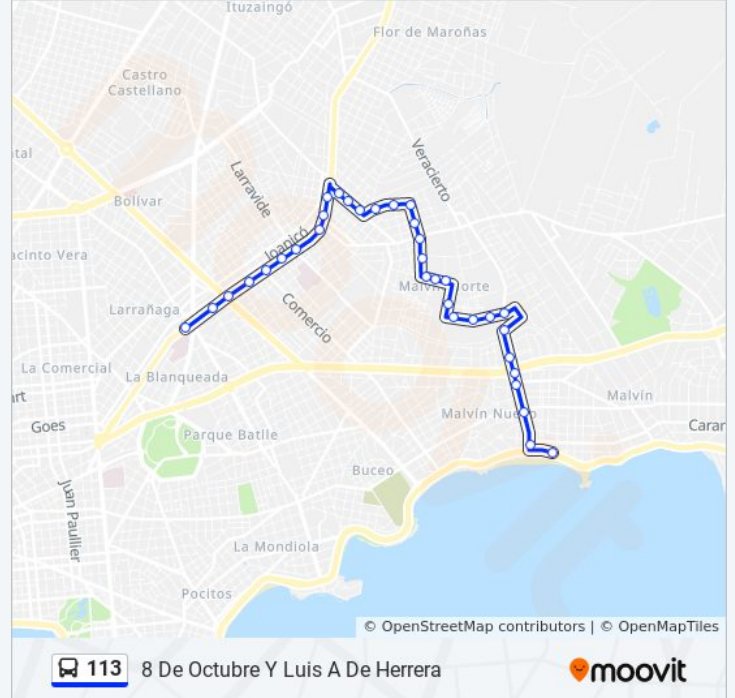 Ituzaingó
Flor de Maroñas
Castro
Castellano
tal
Veracierto
Larravide
Bolívar
Joanicó
acinto Vera
Malvín Norte
Larrañaga
Comercio
La Comercial
La Blanqueada
art
Malvín
Goes
Malvín Nuevo
Carar
Parque Batlle
Buceo
Juan Paullier
La Mondiola
Pocitos
© OpenStreetMap contributors | © OpenMapTiles
113 8 De Octubre Y Luis A De Herrera
moovit